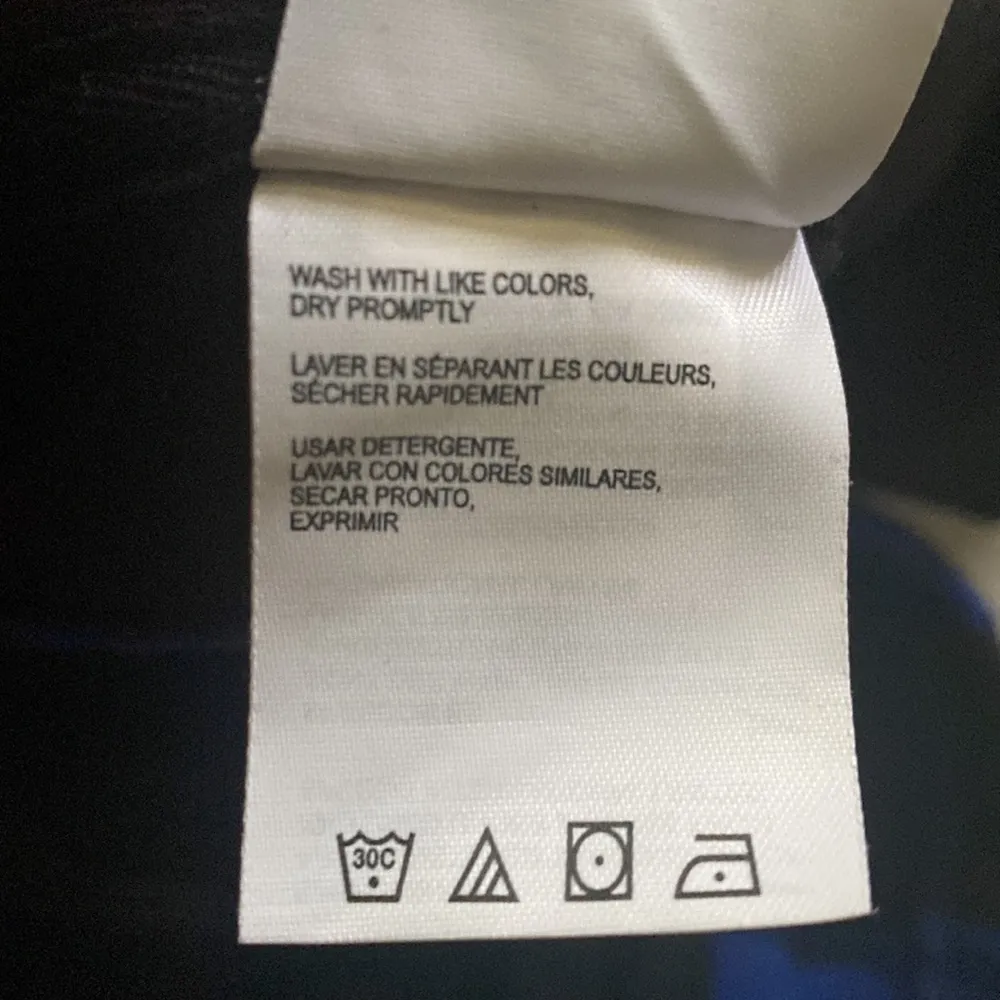 WASH WITH LIKE COLORS,
DRY PROMPTLY
LAVER EN SÉPARANT LES COULEURS,
SÉCHER RAPIDEMENT
USAR DETERGENTE,
LAVAR CON COLORES SIMILARES,
SECAR PRONTO,
EXPRIMIR
30C